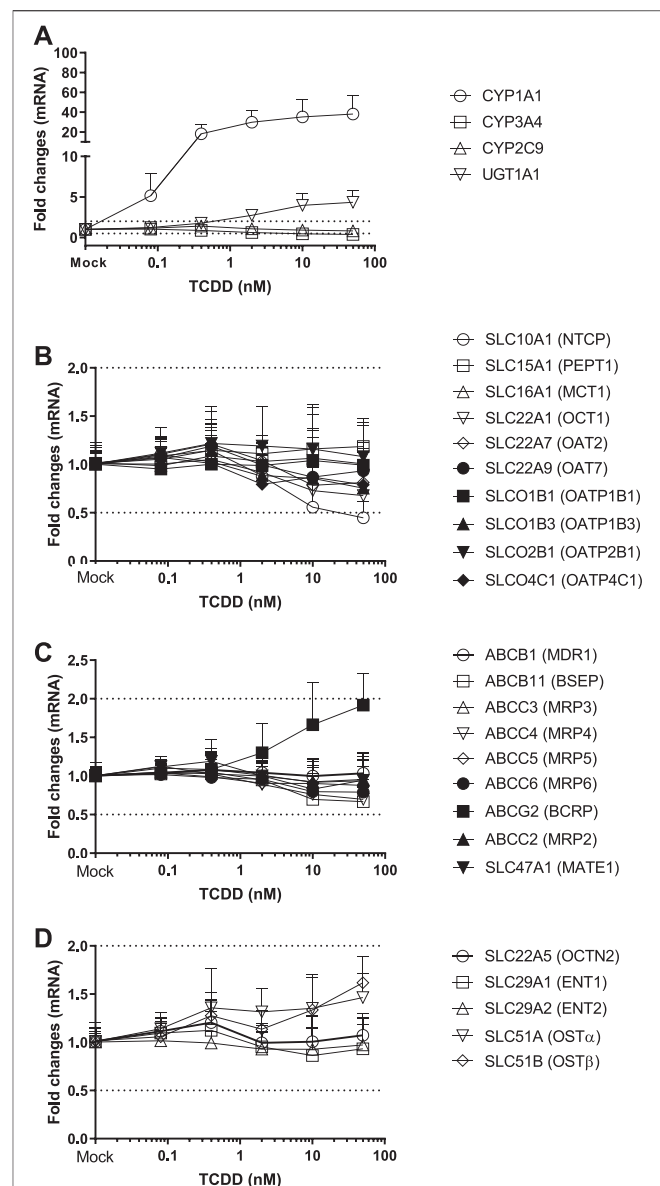 A
Fold changes (mRNA)
100
80
60
40
20
10
5
0
Mock
0.1
1
10
100
TCDD (nM)
CYP1A1
CYP3A4
CYP2C9
UGT1A1
B
Fold changes (mRNA)
2.0
1.5
1.0
0.5
0.0
Mock
0.1
1
10
100
TCDD (nM)
SLC10A1 (NTCP)
SLC15A1 (PEPT1)
SLC16A1 (MCT1)
SLC22A1 (OCT1)
SLC22A7 (OAT2)
SLC22A9 (OAT7)
SLCO1B1 (OATP1B1)
SLCO1B3 (OATP1B3)
SLCO2B1 (OATP2B1)
SLCO4C1 (OATP4C1)
C
Fold changes (mRNA)
2.5
2.0
1.5
1.0
0.5
0.0
Mock
0.1
1
10
100
TCDD (nM)
ABCB1 (MDR1)
ABCB11 (BSEP)
ABCC3 (MRP3)
ABCC4 (MRP4)
ABCC5 (MRP5)
ABCC6 (MRP6)
ABCG2 (BCRP)
ABCC2 (MRP2)
SLC47A1 (MATE1)
D
Fold changes (mRNA)
2.0
1.5
1.0
0.5
0.0
Mock
0.1
1
10
100
TCDD (nM)
SLC22A5 (OCTN2)
SLC29A1 (ENT1)
SLC29A2 (ENT2)
SLC51A (OSTα)
SLC51B (OSTβ)